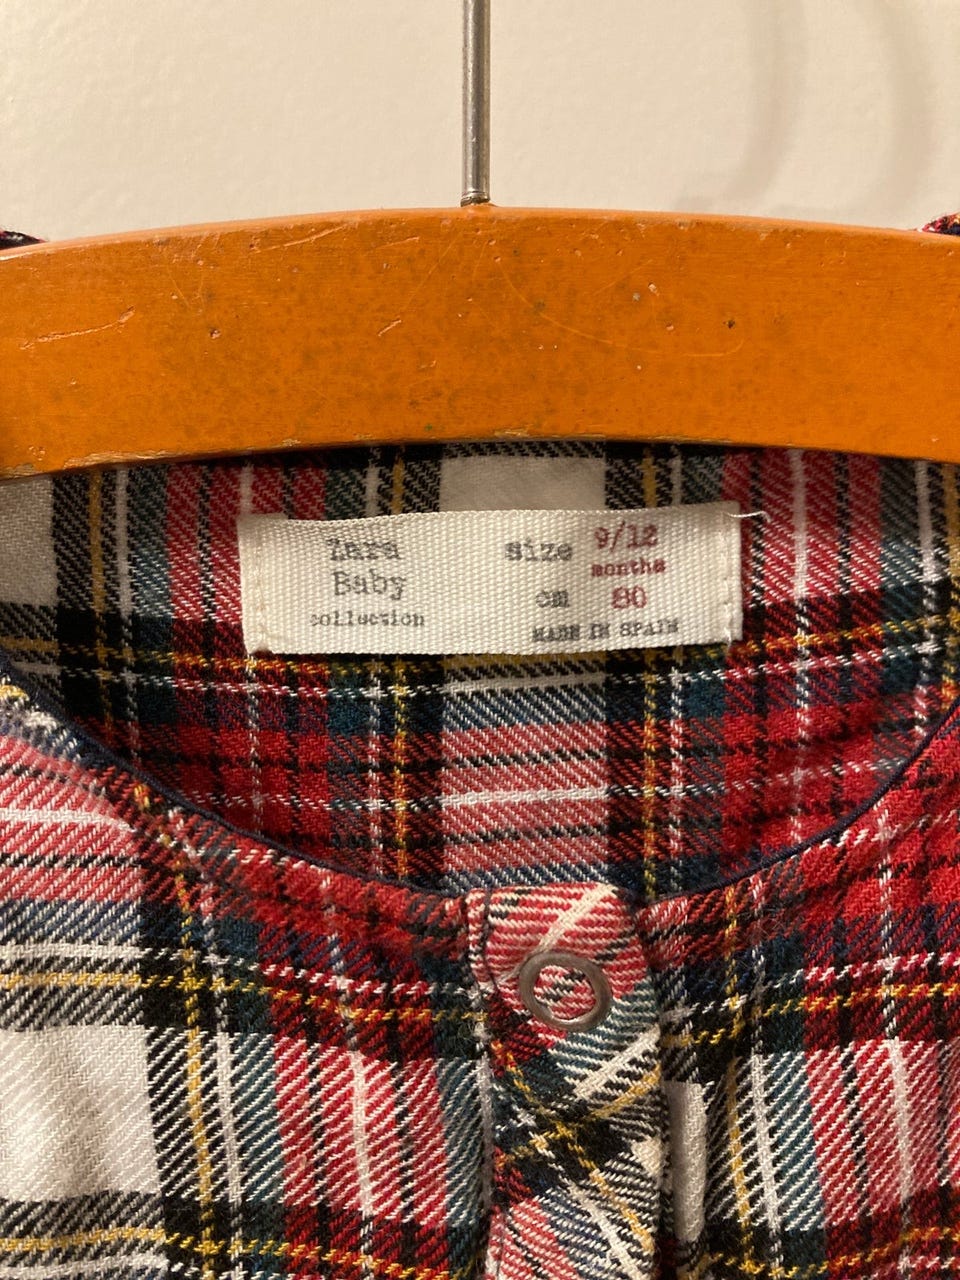 Zara
Baby
collection
size 9/12
months
cm 80
MADE IN SPAIN